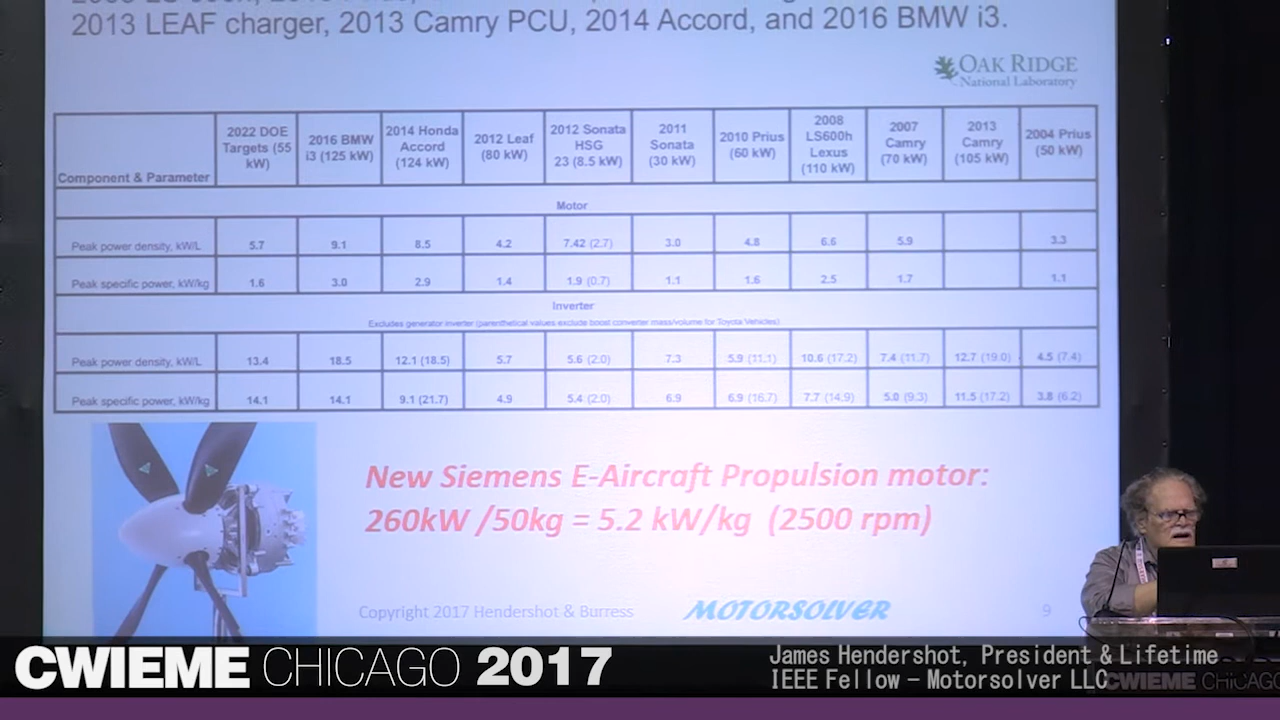 2013 LEAF charger, 2013 Camry PCU, 2014 Accord, and 2016 BMW i3.
OAK RIDGE
National Laboratory
Component & Parameter
2022 DOE Targets (55 kW)
2016 BMW i3 (125 kW)
2014 Honda Accord (124 kW)
2012 Leaf (80 kW)
2012 Sonata HSG 23 (8.5 kW)
2011 Sonata (30 kW)
2010 Prius (60 kW)
2008 LS600h Lexus (110 kW)
2007 Camry (70 kW)
2013 Camry (105 kW)
2004 Prius (50 kW)
Motor
Peak power density, kW/L 5.7 9.1 8.5 4.2 7.42 (2.7) 3.0 4.8 6.6 5.9 3.3
Peak specific power, kW/kg 1.6 3.0 2.9 1.4 1.9 (0.7) 1.1 1.6 2.5 1.7 1.1
Inverter
Excludes generator inverter (parenthetical values exclude boost converter mass/volume for Toyota Vehicles)
Peak power density, kW/L 13.4 18.5 12.1 (18.5) 5.7 5.6 (2.0) 7.3 5.9 (11.1) 10.6 (17.2) 7.4 (11.7) 12.7 (19.0) 4.5 (7.4)
Peak specific power, kW/kg 14.1 14.1 9.1 (21.7) 4.9 5.4 (2.0) 6.9 6.9 (16.7) 7.7 (14.9) 5.0 (9.3) 11.5 (17.2) 3.8 (6.2)
New Siemens E-Aircraft Propulsion motor:
260kW /50kg = 5.2 kW/kg (2500 rpm)
Copyright 2017 Hendershot & Burress
MOTORSOLVER
9
CWIEME CHICAGO 2017
James Hendershot, President & Lifetime
IEEE Fellow – Motorsolver LLC
CWIEME CHICAGO